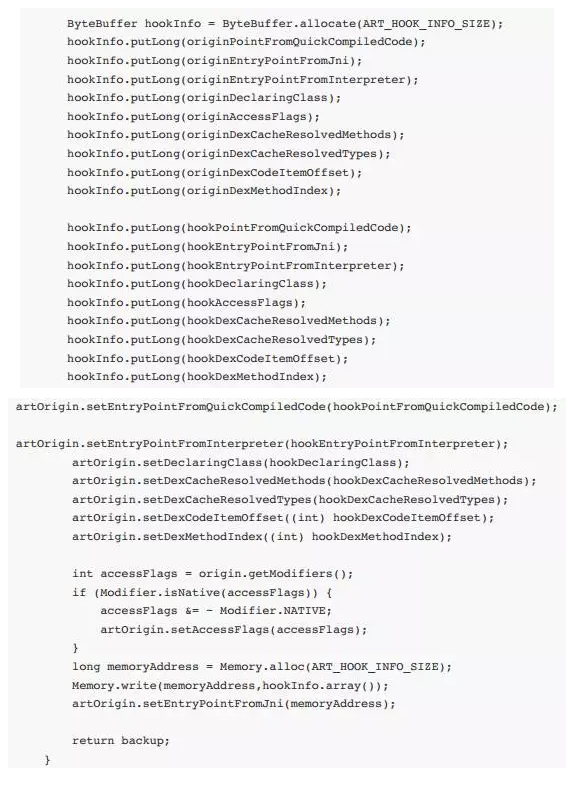 ByteBuffer hookInfo = ByteBuffer.allocate(ART_HOOK_INFO_SIZE);
hookInfo.putLong(originPointFromQuickCompiledCode);
hookInfo.putLong(originEntryPointFromJni);
hookInfo.putLong(originEntryPointFromInterpreter);
hookInfo.putLong(originDeclaringClass);
hookInfo.putLong(originAccessFlags);
hookInfo.putLong(originDexCacheResolvedMethods);
hookInfo.putLong(originDexCacheResolvedTypes);
hookInfo.putLong(originDexCodeItemOffset);
hookInfo.putLong(originDexMethodIndex);
hookInfo.putLong(hookPointFromQuickCompiledCode);
hookInfo.putLong(hookEntryPointFromJni);
hookInfo.putLong(hookEntryPointFromInterpreter);
hookInfo.putLong(hookDeclaringClass);
hookInfo.putLong(hookAccessFlags);
hookInfo.putLong(hookDexCacheResolvedMethods);
hookInfo.putLong(hookDexCacheResolvedTypes);
hookInfo.putLong(hookDexCodeItemOffset);
hookInfo.putLong(hookDexMethodIndex);
artOrigin.setEntryPointFromQuickCompiledCode(hookPointFromQuickCompiledCode);
artOrigin.setEntryPointFromInterpreter(hookEntryPointFromInterpreter);
artOrigin.setDeclaringClass(hookDeclaringClass);
artOrigin.setDexCacheResolvedMethods(hookDexCacheResolvedMethods);
artOrigin.setDexCacheResolvedTypes(hookDexCacheResolvedTypes);
artOrigin.setDexCodeItemOffset((int) hookDexCodeItemOffset);
artOrigin.setDexMethodIndex((int) hookDexMethodIndex);
int accessFlags = origin.getModifiers();
if (Modifier.isNative(accessFlags)) {
accessFlags &= ~ Modifier.NATIVE;
artOrigin.setAccessFlags(accessFlags);
}
long memoryAddress = Memory.alloc(ART_HOOK_INFO_SIZE);
Memory.write(memoryAddress,hookInfo.array());
artOrigin.setEntryPointFromJni(memoryAddress);
return backup;
}